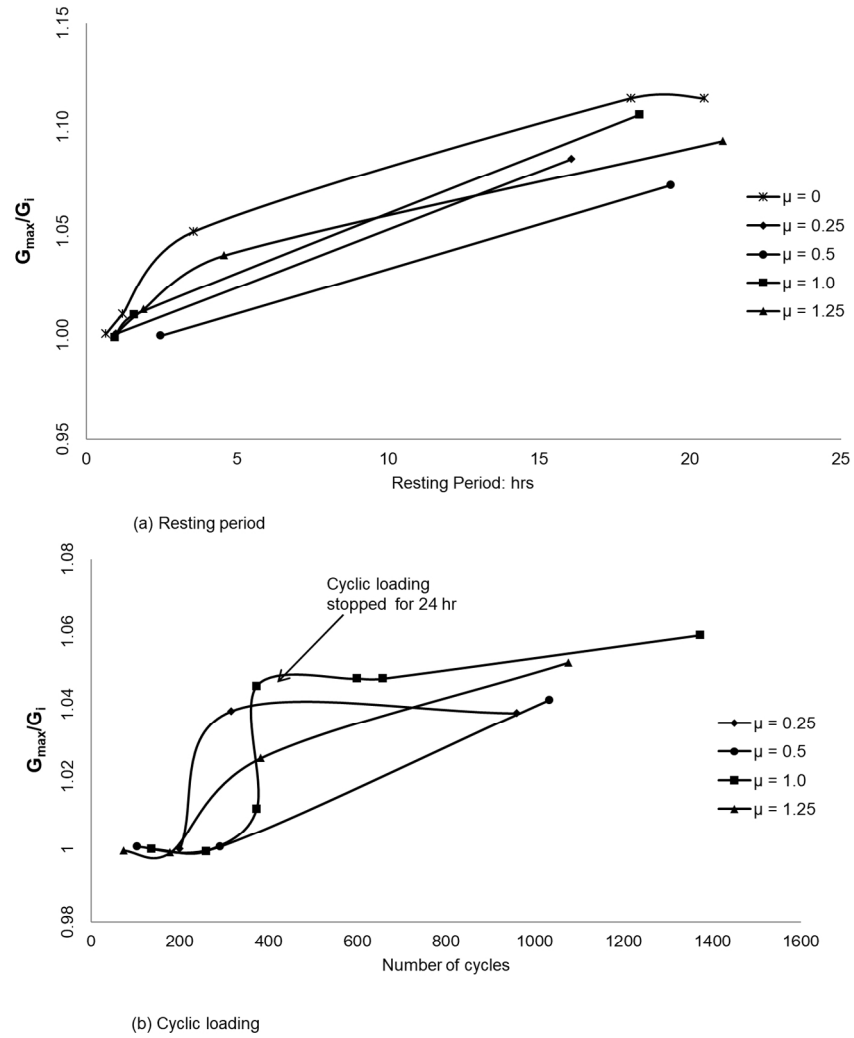 1.15
1.10
1.05
1.00
0.95
Gmax/Gi
0
5
10
15
20
25
Resting Period: hrs
μ = 0
μ = 0.25
μ = 0.5
μ = 1.0
μ = 1.25
(a) Resting period
1.08
1.06
1.04
1.02
1
0.98
Gmax/Gi
Cyclic loading
stopped for 24 hr
μ = 0.25
μ = 0.5
μ = 1.0
μ = 1.25
0
200
400
600
800
1000
1200
1400
1600
Number of cycles
(b) Cyclic loading